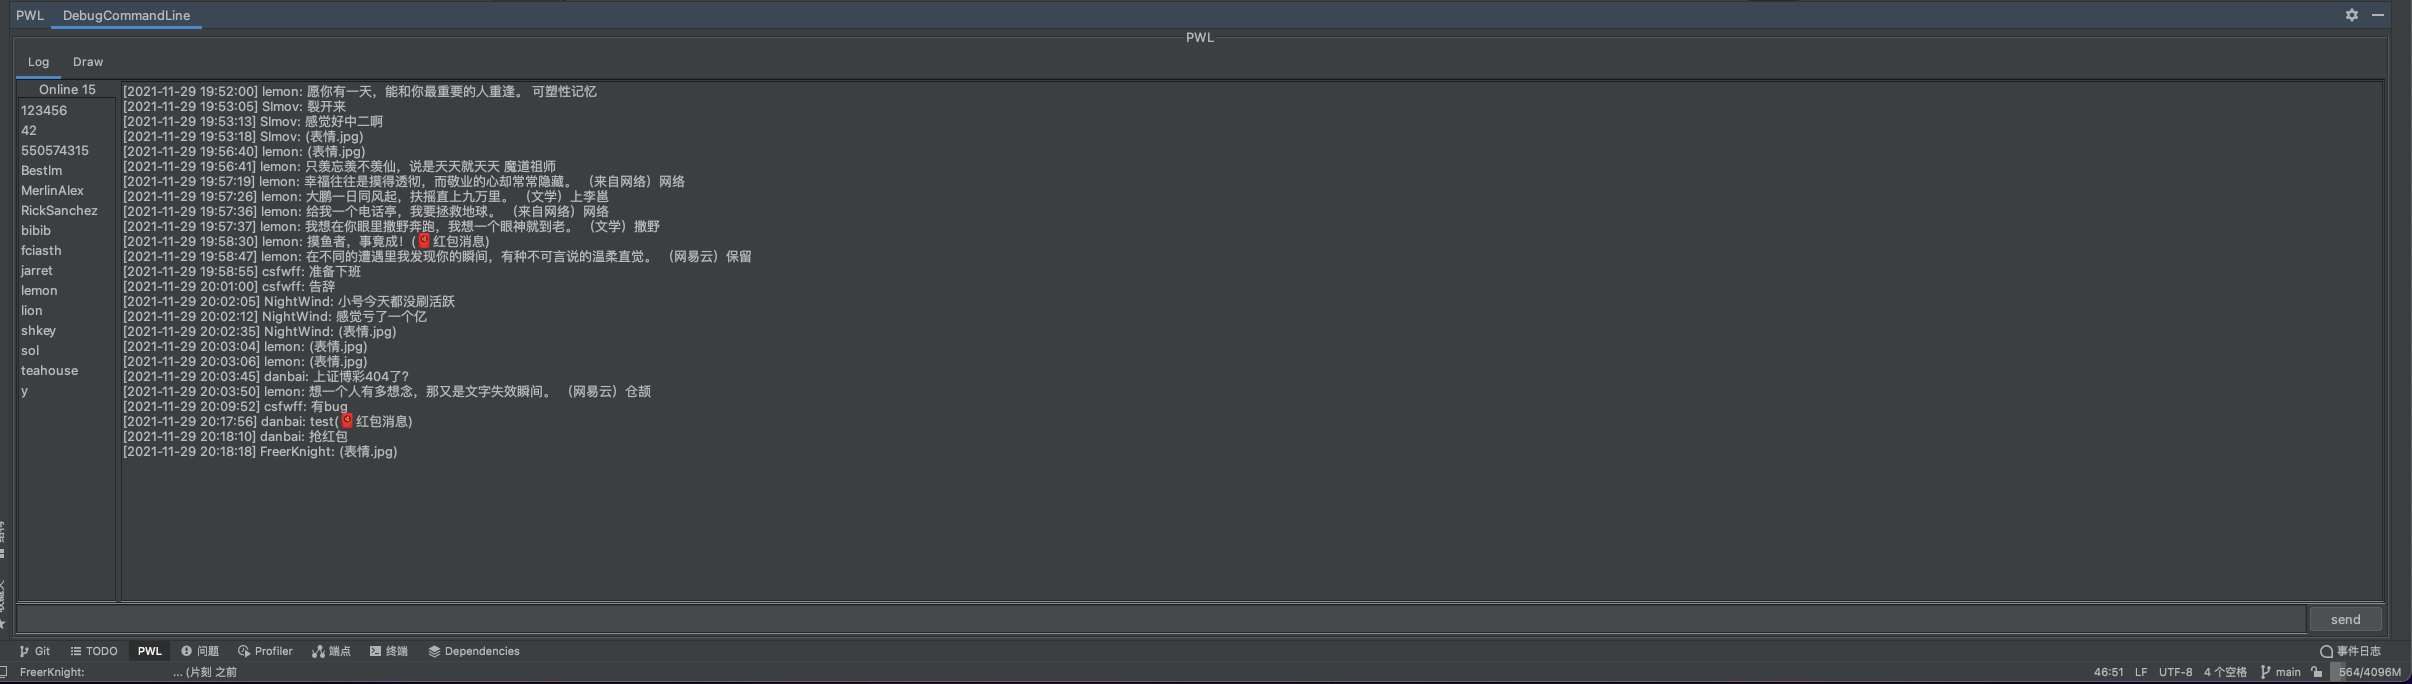 PWL DebugCommandLine
PWL
Log Draw
Online 15
123456
42
550574315
BestIm
MerlinAlex
RickSanchez
bibib
fciasth
jarret
lemon
lion
shkey
sol
teahouse
y
[2021-11-29 19:52:00] lemon: 愿你有一天，能和你最重要的人重逢。 可塑性记忆
[2021-11-29 19:53:05] Slmov: 裂开来
[2021-11-29 19:53:13] Slmov: 感觉好中二啊
[2021-11-29 19:53:18] Slmov: (表情.jpg)
[2021-11-29 19:56:40] lemon: (表情.jpg)
[2021-11-29 19:56:41] lemon: 只羡忘羡不羡仙，说是天天就天天 魔道祖师
[2021-11-29 19:57:19] lemon: 幸福往往是摸得透彻，而敬业的心却常常隐藏。 （来自网络）网络
[2021-11-29 19:57:26] lemon: 大鹏一日同风起，扶摇直上九万里。 （文学）上李邕
[2021-11-29 19:57:36] lemon: 给我一个电话亭，我要拯救地球。 （来自网络）网络
[2021-11-29 19:57:37] lemon: 我想在你眼里撒野奔跑，我想一个眼神就到老。 （文学）撒野
[2021-11-29 19:58:30] lemon: 摸鱼者，事竟成！(🧧红包消息)
[2021-11-29 19:58:47] lemon: 在不同的遭遇里我发现你的瞬间，有种不可言说的温柔直觉。 （网易云）保留
[2021-11-29 19:58:55] csfwff: 准备下班
[2021-11-29 20:01:00] csfwff: 告辞
[2021-11-29 20:02:05] NightWind: 小号今天都没刷活跃
[2021-11-29 20:02:12] NightWind: 感觉亏了一个亿
[2021-11-29 20:02:35] NightWind: (表情.jpg)
[2021-11-29 20:03:04] lemon: (表情.jpg)
[2021-11-29 20:03:06] lemon: (表情.jpg)
[2021-11-29 20:03:45] danbai: 上证博彩404了？
[2021-11-29 20:03:50] lemon: 想一个人有多想念，那又是文字失效瞬间。 （网易云）仓颉
[2021-11-29 20:09:52] csfwff: 有bug
[2021-11-29 20:17:56] danbai: test(🧧红包消息)
[2021-11-29 20:18:10] danbai: 抢红包
[2021-11-29 20:18:18] FreerKnight: (表情.jpg)
send
Git TODO PWL 问题 Profiler 端点 终端 Dependencies 事件日志
FreerKnight: ... (片刻 之前 46:51 LF UTF-8 4 个空格 main 564/4096M